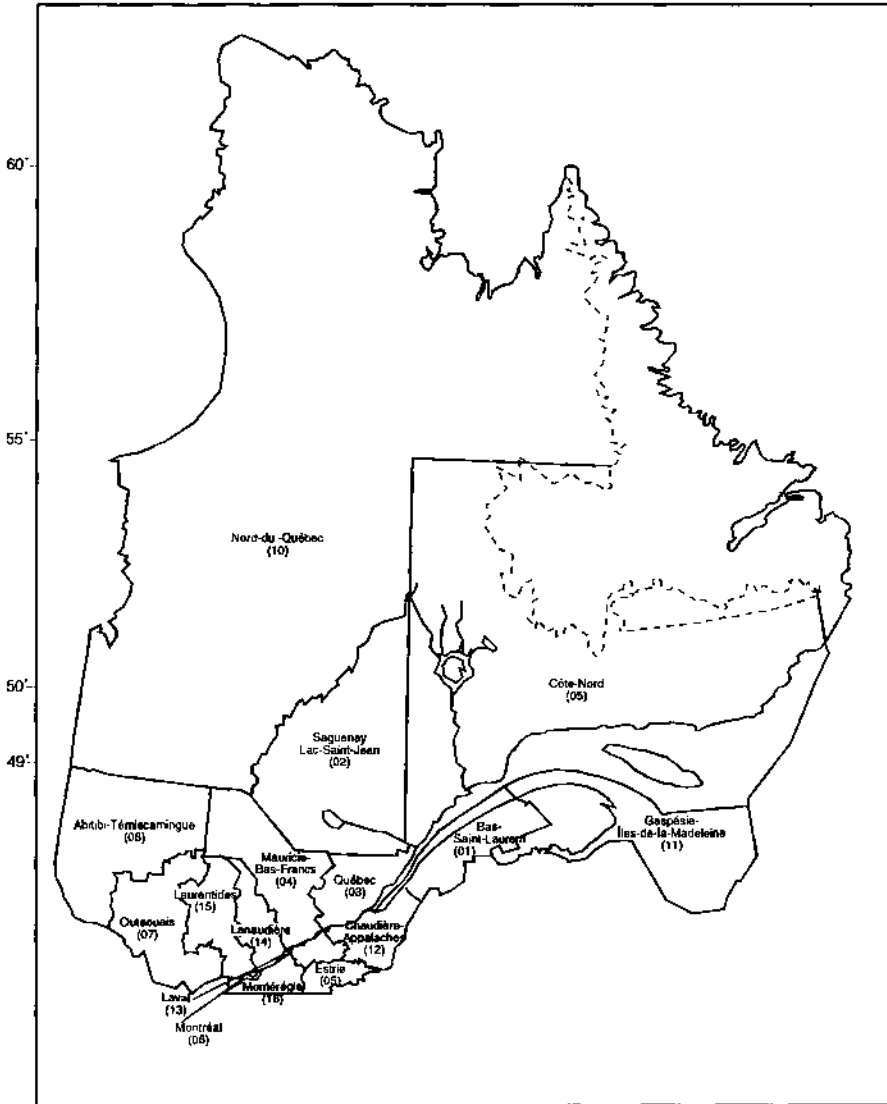 60°
55°
Nord-du -Québec
(10)
50°
Côte-Nord
(05)
49°
Saguenay
Lac-Saint-Jean
(02)
Abitibi-Témiscamingue
(08)
Bas-
Saint-Laurent
(01)
Gaspésie-
Îles-de-la-Madeleine
(11)
Mauricie-
Bas-Francs
(04)
Québec
(03)
Laurentides
(15)
Outaouais
(07)
Lanaudière
(14)
Chaudière-
Appalaches
(12)
Estrie
(05)
Montérégie
(16)
Laval
(13)
Montréal
(06)